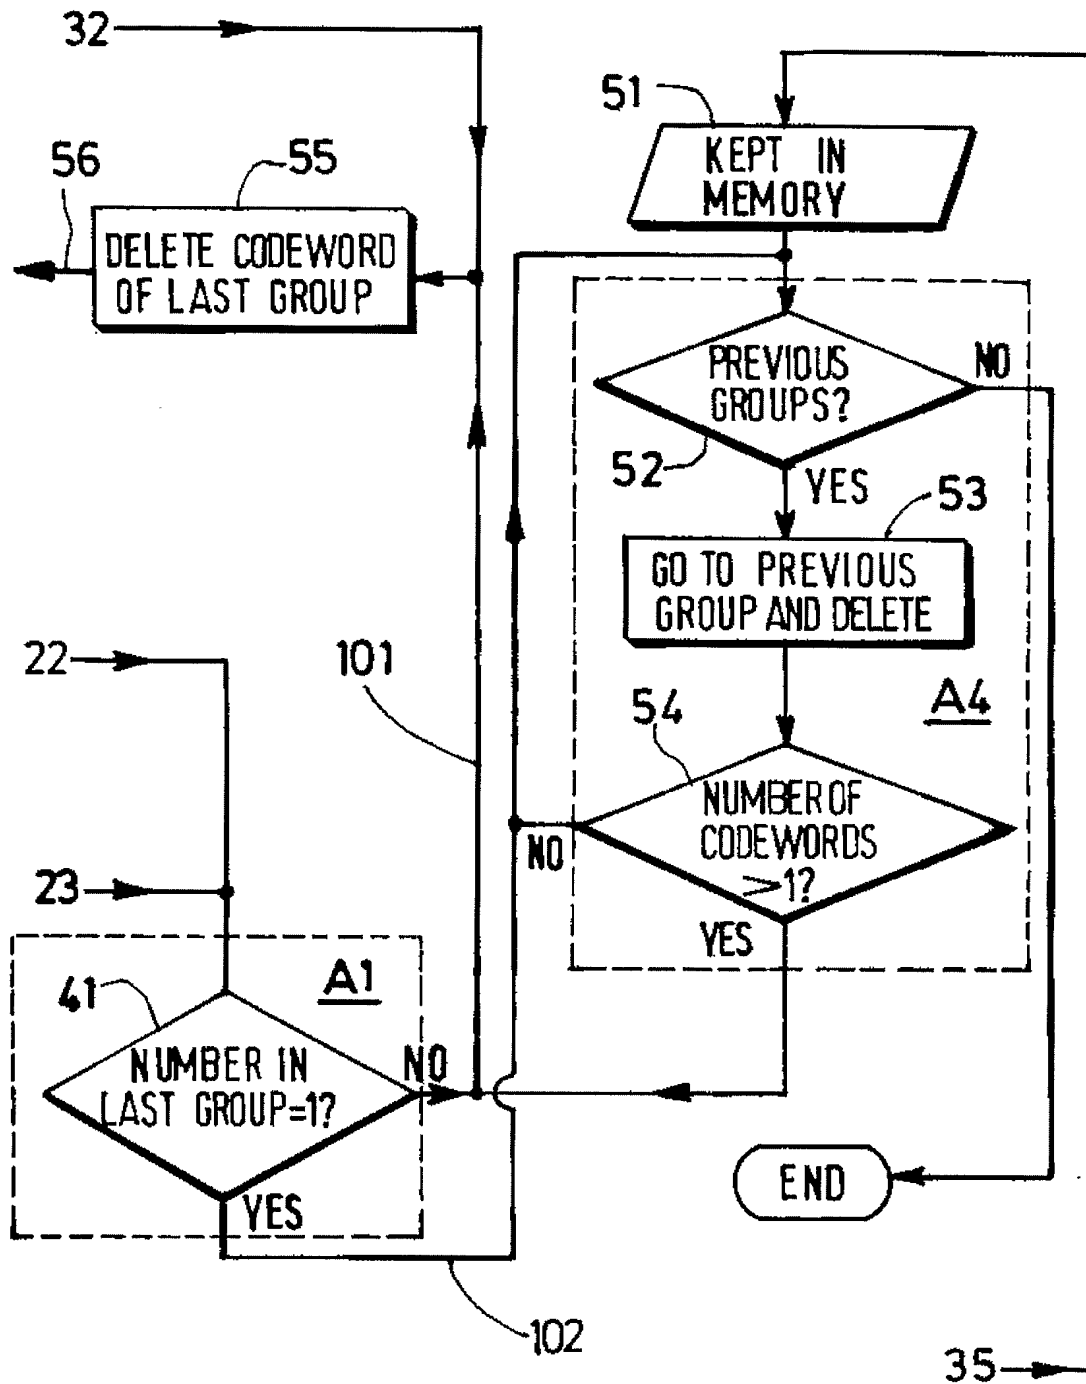 32
51
KEPT IN
MEMORY
56
55
DELETE CODEWORD
OF LAST GROUP
PREVIOUS
GROUPS?
NO
52
YES
53
GO TO PREVIOUS
GROUP AND DELETE
22
101
54
A4
NUMBER OF
CODEWORDS
>1?
NO
YES
23
A1
41
NUMBER IN
LAST GROUP=1?
NO
YES
END
102
35